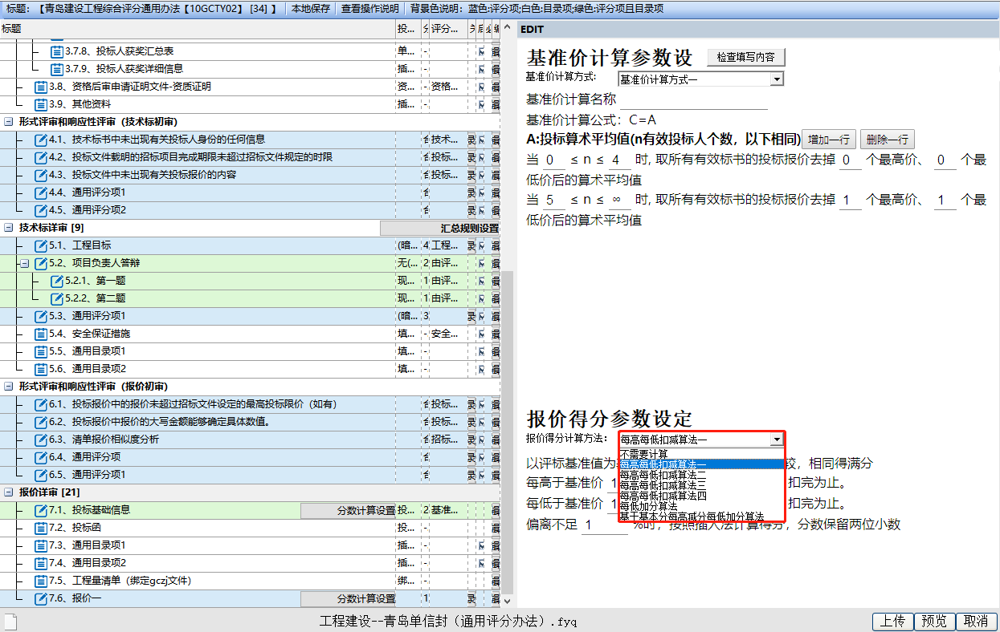 标题：【青岛建设工程综合评分通用办法【10GCTY02】 [34] 】 本地保存 查看操作说明 背景色说明：蓝色:评分项;白色:目录项;绿色:评分项且目录项
标题 投... 评分...
3.7.8、投标人获奖汇总表 单... -
3.7.9、投标人获奖详细信息 插... -
3.8、资格后审申请证明文件-资质证明 资... - 资格...
3.9、其他资料 插... -
形式评审和响应性评审（技术标初审）
4.1、技术标书中未出现有关投标人身份的任何信息 技术...
4.2、投标文件载明的招标项目完成期限未超过招标文件规定的时限 投标...
4.3、投标文件中未出现有关投标报价的内容 投标...
4.4、通用评分项1
4.5、通用评分项2
技术标详审 [9] 汇总规则设置
5.1、工程目标 (暗... 4 工程...
5.2、项目负责人答辩 无(... 2 由评...
5.2.1、第一题 现... 1 由评...
5.2.2、第二题 现... 1 由评...
5.3、通用评分项1 (暗... 3
5.4、安全保证措施 填... - 安全...
5.5、通用目录项1 填... -
5.6、通用目录项2 填... -
形式评审和响应性评审（报价初审）
6.1、投标报价中的报价未超过招标文件设定的最高投标限价（如有） 投标...
6.2、投标报价中报价的大写金额能够确定具体数值。 投标...
6.3、清单报价相似度分析 招标...
6.4、通用评分项
6.5、通用评分项1
报价详审 [21]
7.1、投标基础信息 分数计算设置 投... 2 基准...
7.2、投标函 投... -
7.3、通用目录项1 插... -
7.4、通用目录项2 插... -
7.5、工程量清单（绑定gczj文件） 绑... -
7.6、报价一 分数计算设置 1
EDIT
基准价计算参数设 检查填写内容
基准价计算方式： 基准价计算方式一
基准价计算名称
基准价计算公式：C=A
A:投标算术平均值(n有效投标人个数，以下相同) 增加一行 删除一行
当 0 ≤ n ≤ 4 时, 取所有有效标书的投标报价去掉 0 个最高价、 0 个最
低价后的算术平均值
当 5 ≤ n ≤ ∞ 时, 取所有有效标书的投标报价去掉 1 个最高价、 1 个最
低价后的算术平均值
报价得分参数设定
报价得分计算方法： 每高每低扣减算法一
不需要计算
每高每低扣减算法一
每高每低扣减算法二
每高每低扣减算法三
每高每低扣减算法四
每低加分算法
基于基本分每高减分每低加分算法
以评标基准值为 较，相同得满分
每高于基准价 1 扣完为止。
每低于基准价 1 扣完为止。
偏离不足 1 %时，按照插入法计算得分，分数保留两位小数
工程建设--青岛单信封（通用评分办法）.fyq 上传 预览 取消